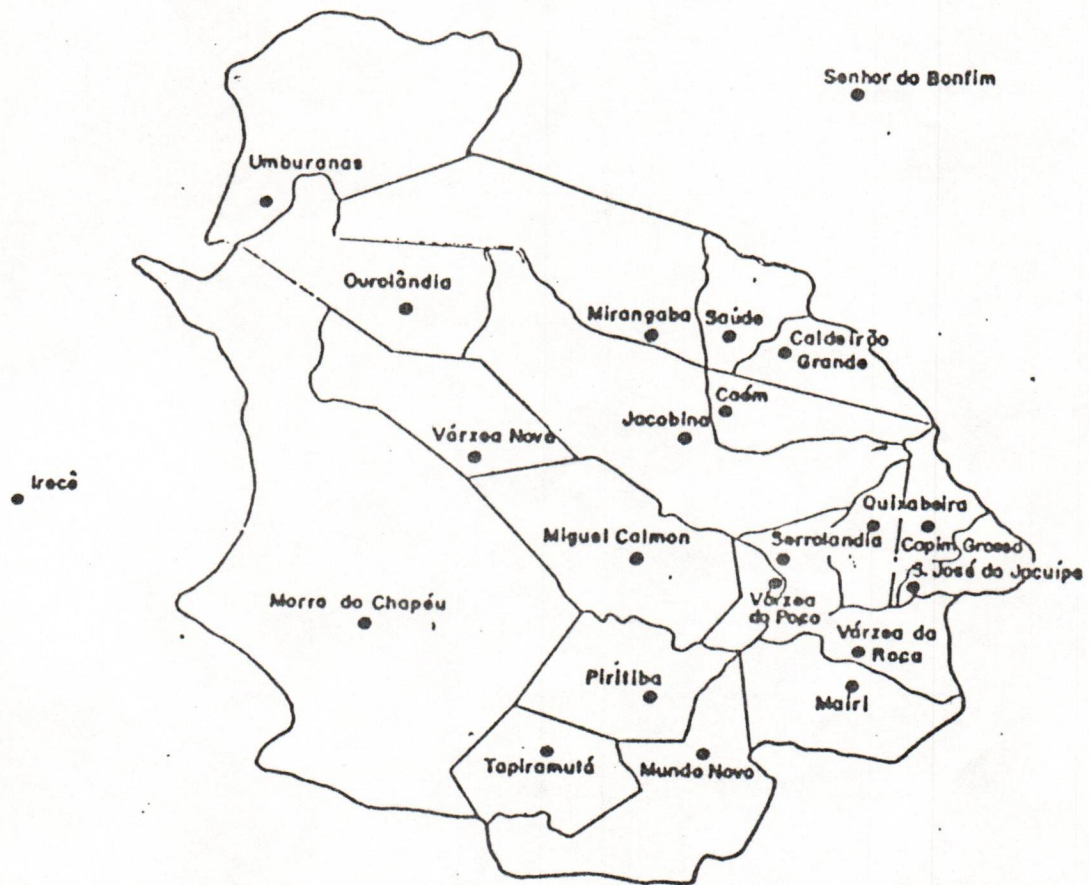 Senhor do Bonfim
Umburanas
Ourolândia
Mirangaba
Saúde
Caldeirão
Grande
Caém
Jacobina
Várzea Nova
Irecê
Quixabeira
Miguel Calmon
Serrolandia
Capim Grosso
S. José do Jacuípe
Várzea
do Poço
Morro do Chapéu
Várzea da
Roça
Piritiba
Mairi
Tapiramutá
Mundo Novo